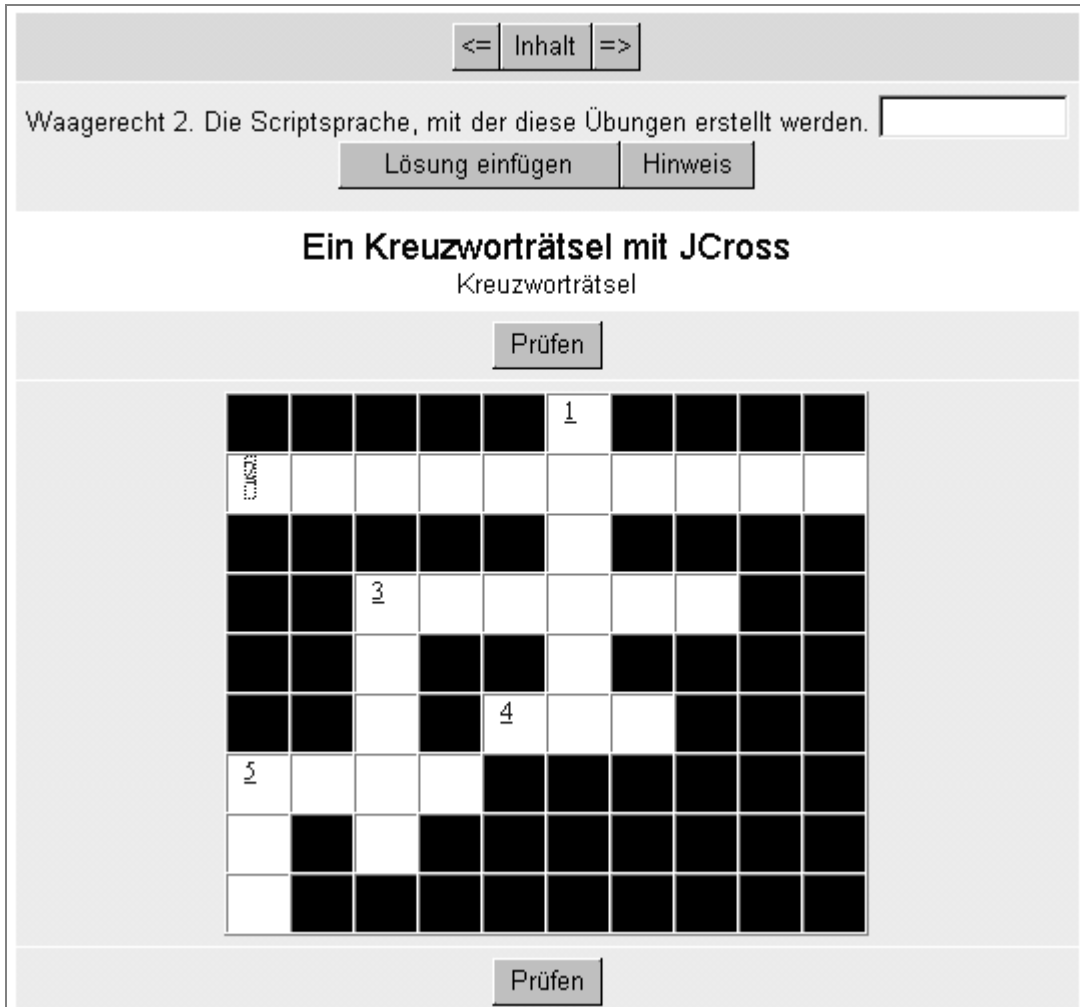 <= Inhalt =>
Waagerecht 2. Die Scriptsprache, mit der diese Übungen erstellt werden.
Lösung einfügen Hinweis
Ein Kreuzworträtsel mit JCross
Kreuzworträtsel
Prüfen
1
3
4
5
Prüfen